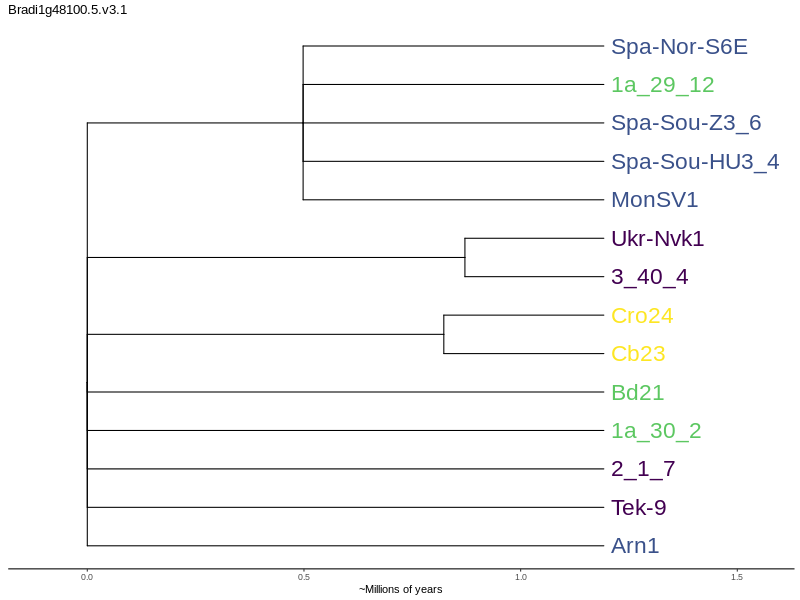 Bradi1g48100.5.v3.1
Spa-Nor-S6E
1a_29_12
Spa-Sou-Z3_6
Spa-Sou-HU3_4
MonSV1
Ukr-Nvk1
3_40_4
Cro24
Cb23
Bd21
1a_30_2
2_1_7
Tek-9
Arn1
0.0 0.5 1.0 1.5
~Millions of years